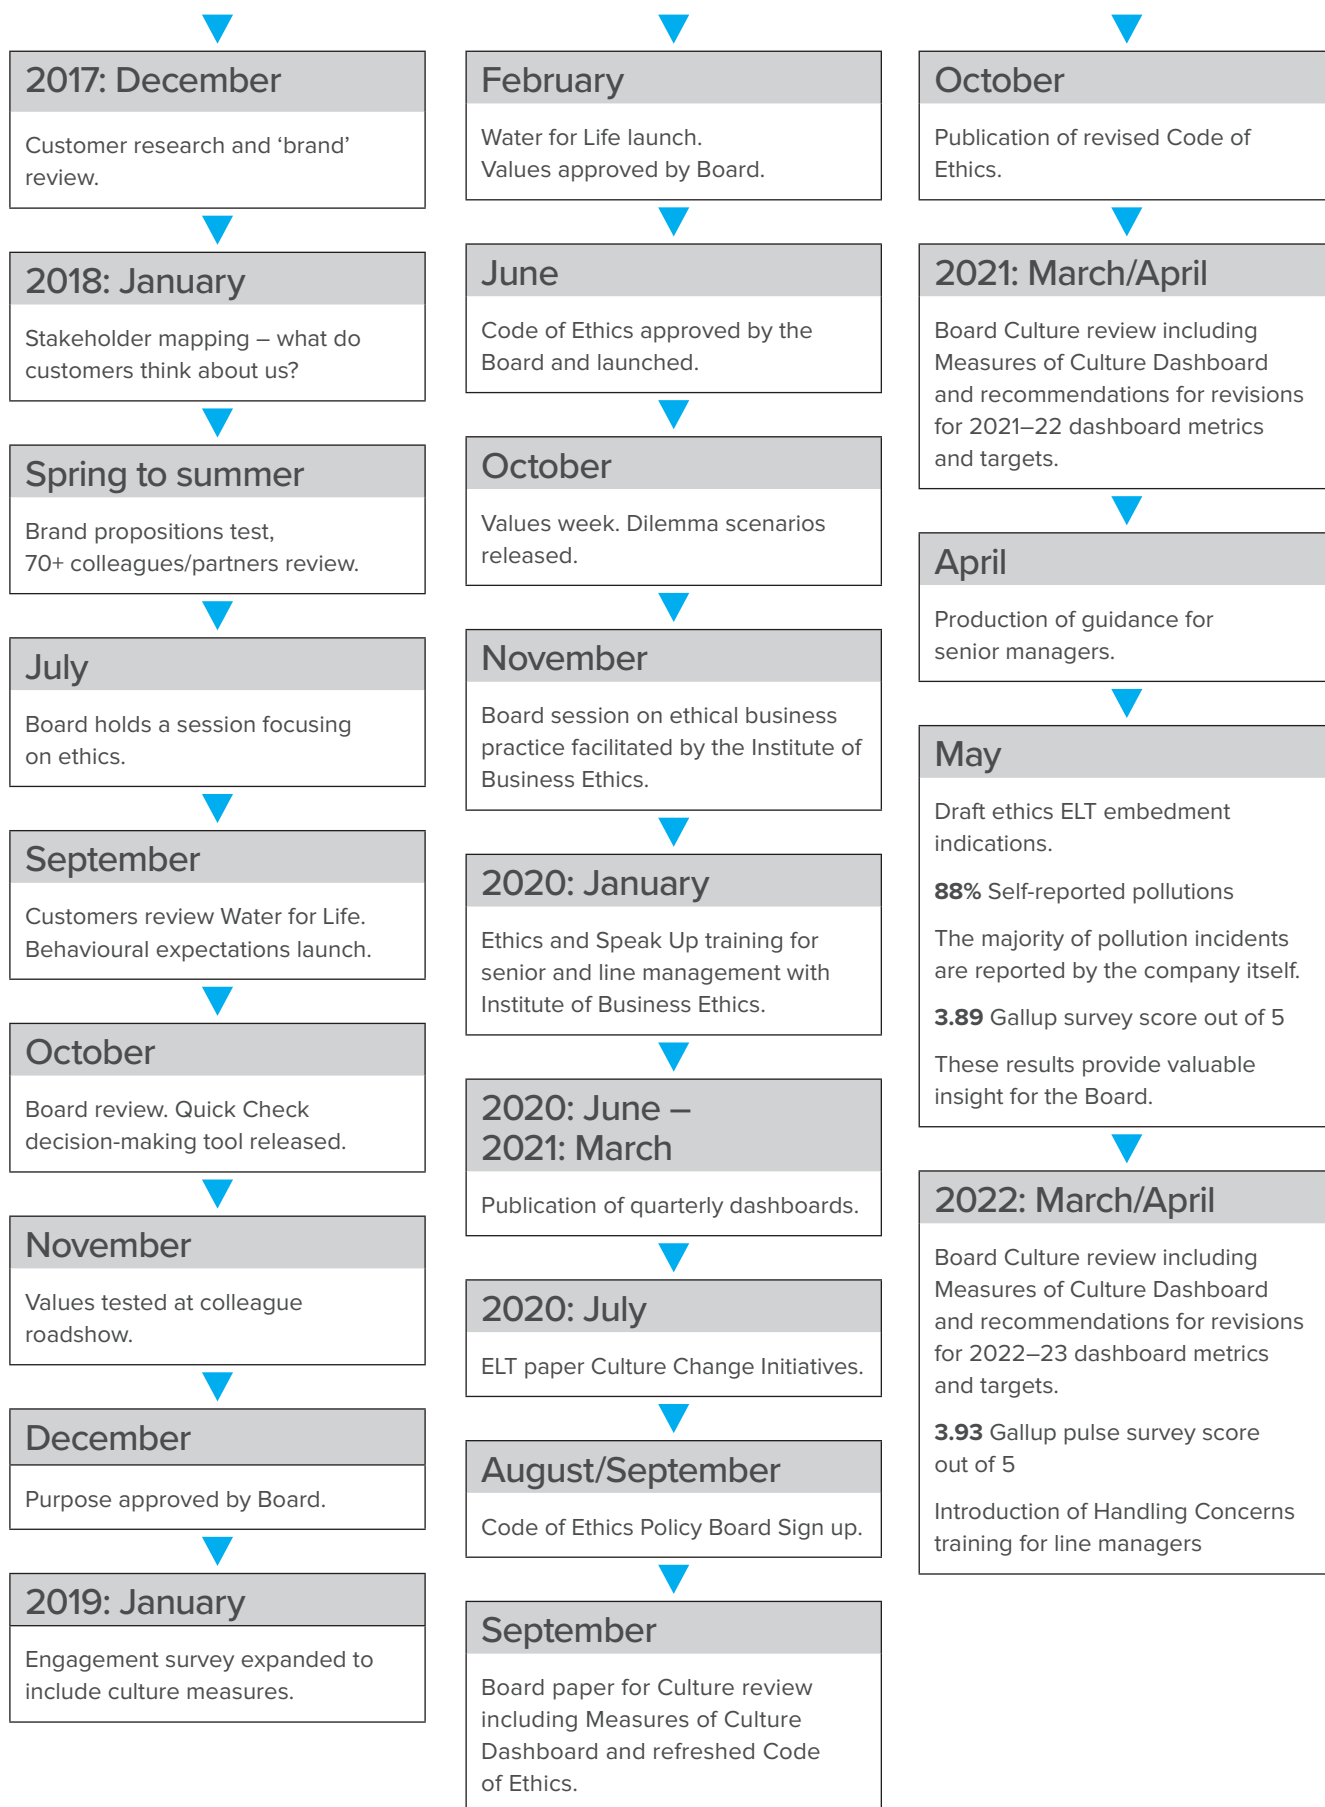 2017: December
Customer research and ‘brand’
review.
2018: January
Stakeholder mapping – what do
customers think about us?
Spring to summer
Brand propositions test,
70+ colleagues/partners review.
July
Board holds a session focusing
on ethics.
September
Customers review Water for Life.
Behavioural expectations launch.
October
Board review. Quick Check
decision-making tool released.
November
Values tested at colleague
roadshow.
December
Purpose approved by Board.
2019: January
Engagement survey expanded to
include culture measures.
February
Water for Life launch.
Values approved by Board.
June
Code of Ethics approved by the
Board and launched.
October
Values week. Dilemma scenarios
released.
November
Board session on ethical business
practice facilitated by the Institute of
Business Ethics.
2020: January
Ethics and Speak Up training for
senior and line management with
Institute of Business Ethics.
2020: June –
2021: March
Publication of quarterly dashboards.
2020: July
ELT paper Culture Change Initiatives.
August/September
Code of Ethics Policy Board Sign up.
September
Board paper for Culture review
including Measures of Culture
Dashboard and refreshed Code
of Ethics.
October
Publication of revised Code of
Ethics.
2021: March/April
Board Culture review including
Measures of Culture Dashboard
and recommendations for revisions
for 2021–22 dashboard metrics
and targets.
April
Production of guidance for
senior managers.
May
Draft ethics ELT embedment
indications.
88% Self-reported pollutions
The majority of pollution incidents
are reported by the company itself.
3.89 Gallup survey score out of 5
These results provide valuable
insight for the Board.
2022: March/April
Board Culture review including
Measures of Culture Dashboard
and recommendations for revisions
for 2022–23 dashboard metrics
and targets.
3.93 Gallup pulse survey score
out of 5
Introduction of Handling Concerns
training for line managers